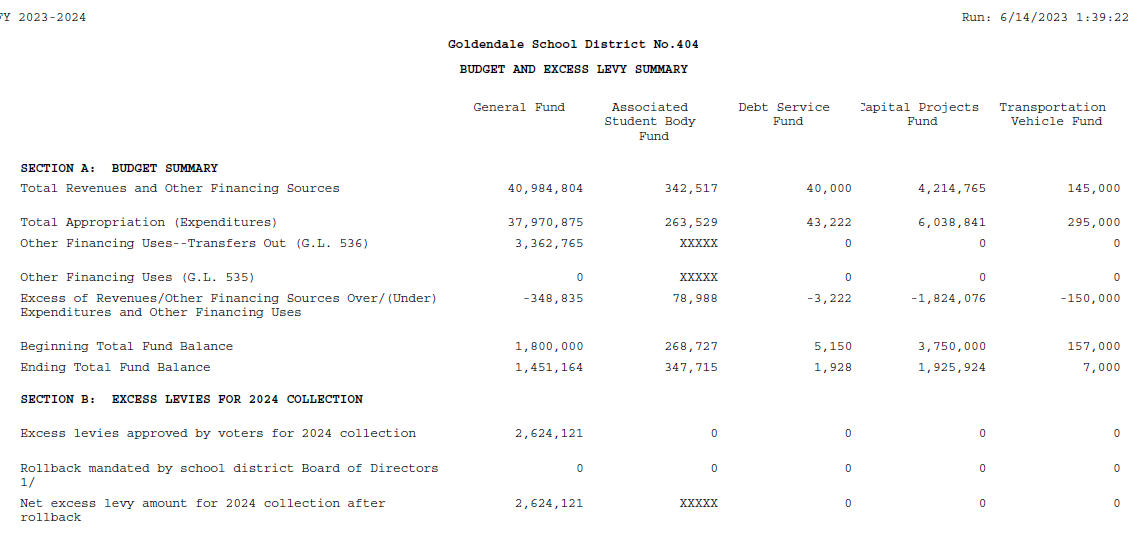 FY 2023-2024 Run: 6/14/2023 1:39:22
Goldendale School District No.404
BUDGET AND EXCESS LEVY SUMMARY
General Fund Associated Debt Service Capital Projects Transportation
Student Body Fund Fund Vehicle Fund
Fund
SECTION A: BUDGET SUMMARY
Total Revenues and Other Financing Sources 40,984,804 342,517 40,000 4,214,765 145,000
Total Appropriation (Expenditures) 37,970,875 263,529 43,222 6,038,841 295,000
Other Financing Uses--Transfers Out (G.L. 536) 3,362,765 XXXXX 0 0 0
Other Financing Uses (G.L. 535) 0 XXXXX 0 0 0
Excess of Revenues/Other Financing Sources Over/(Under) -348,835 78,988 -3,222 -1,824,076 -150,000
Expenditures and Other Financing Uses
Beginning Total Fund Balance 1,800,000 268,727 5,150 3,750,000 157,000
Ending Total Fund Balance 1,451,164 347,715 1,928 1,925,924 7,000
SECTION B: EXCESS LEVIES FOR 2024 COLLECTION
Excess levies approved by voters for 2024 collection 2,624,121 0 0 0 0
Rollback mandated by school district Board of Directors 0 0 0 0 0
1/
Net excess levy amount for 2024 collection after 2,624,121 XXXXX 0 0 0
rollback